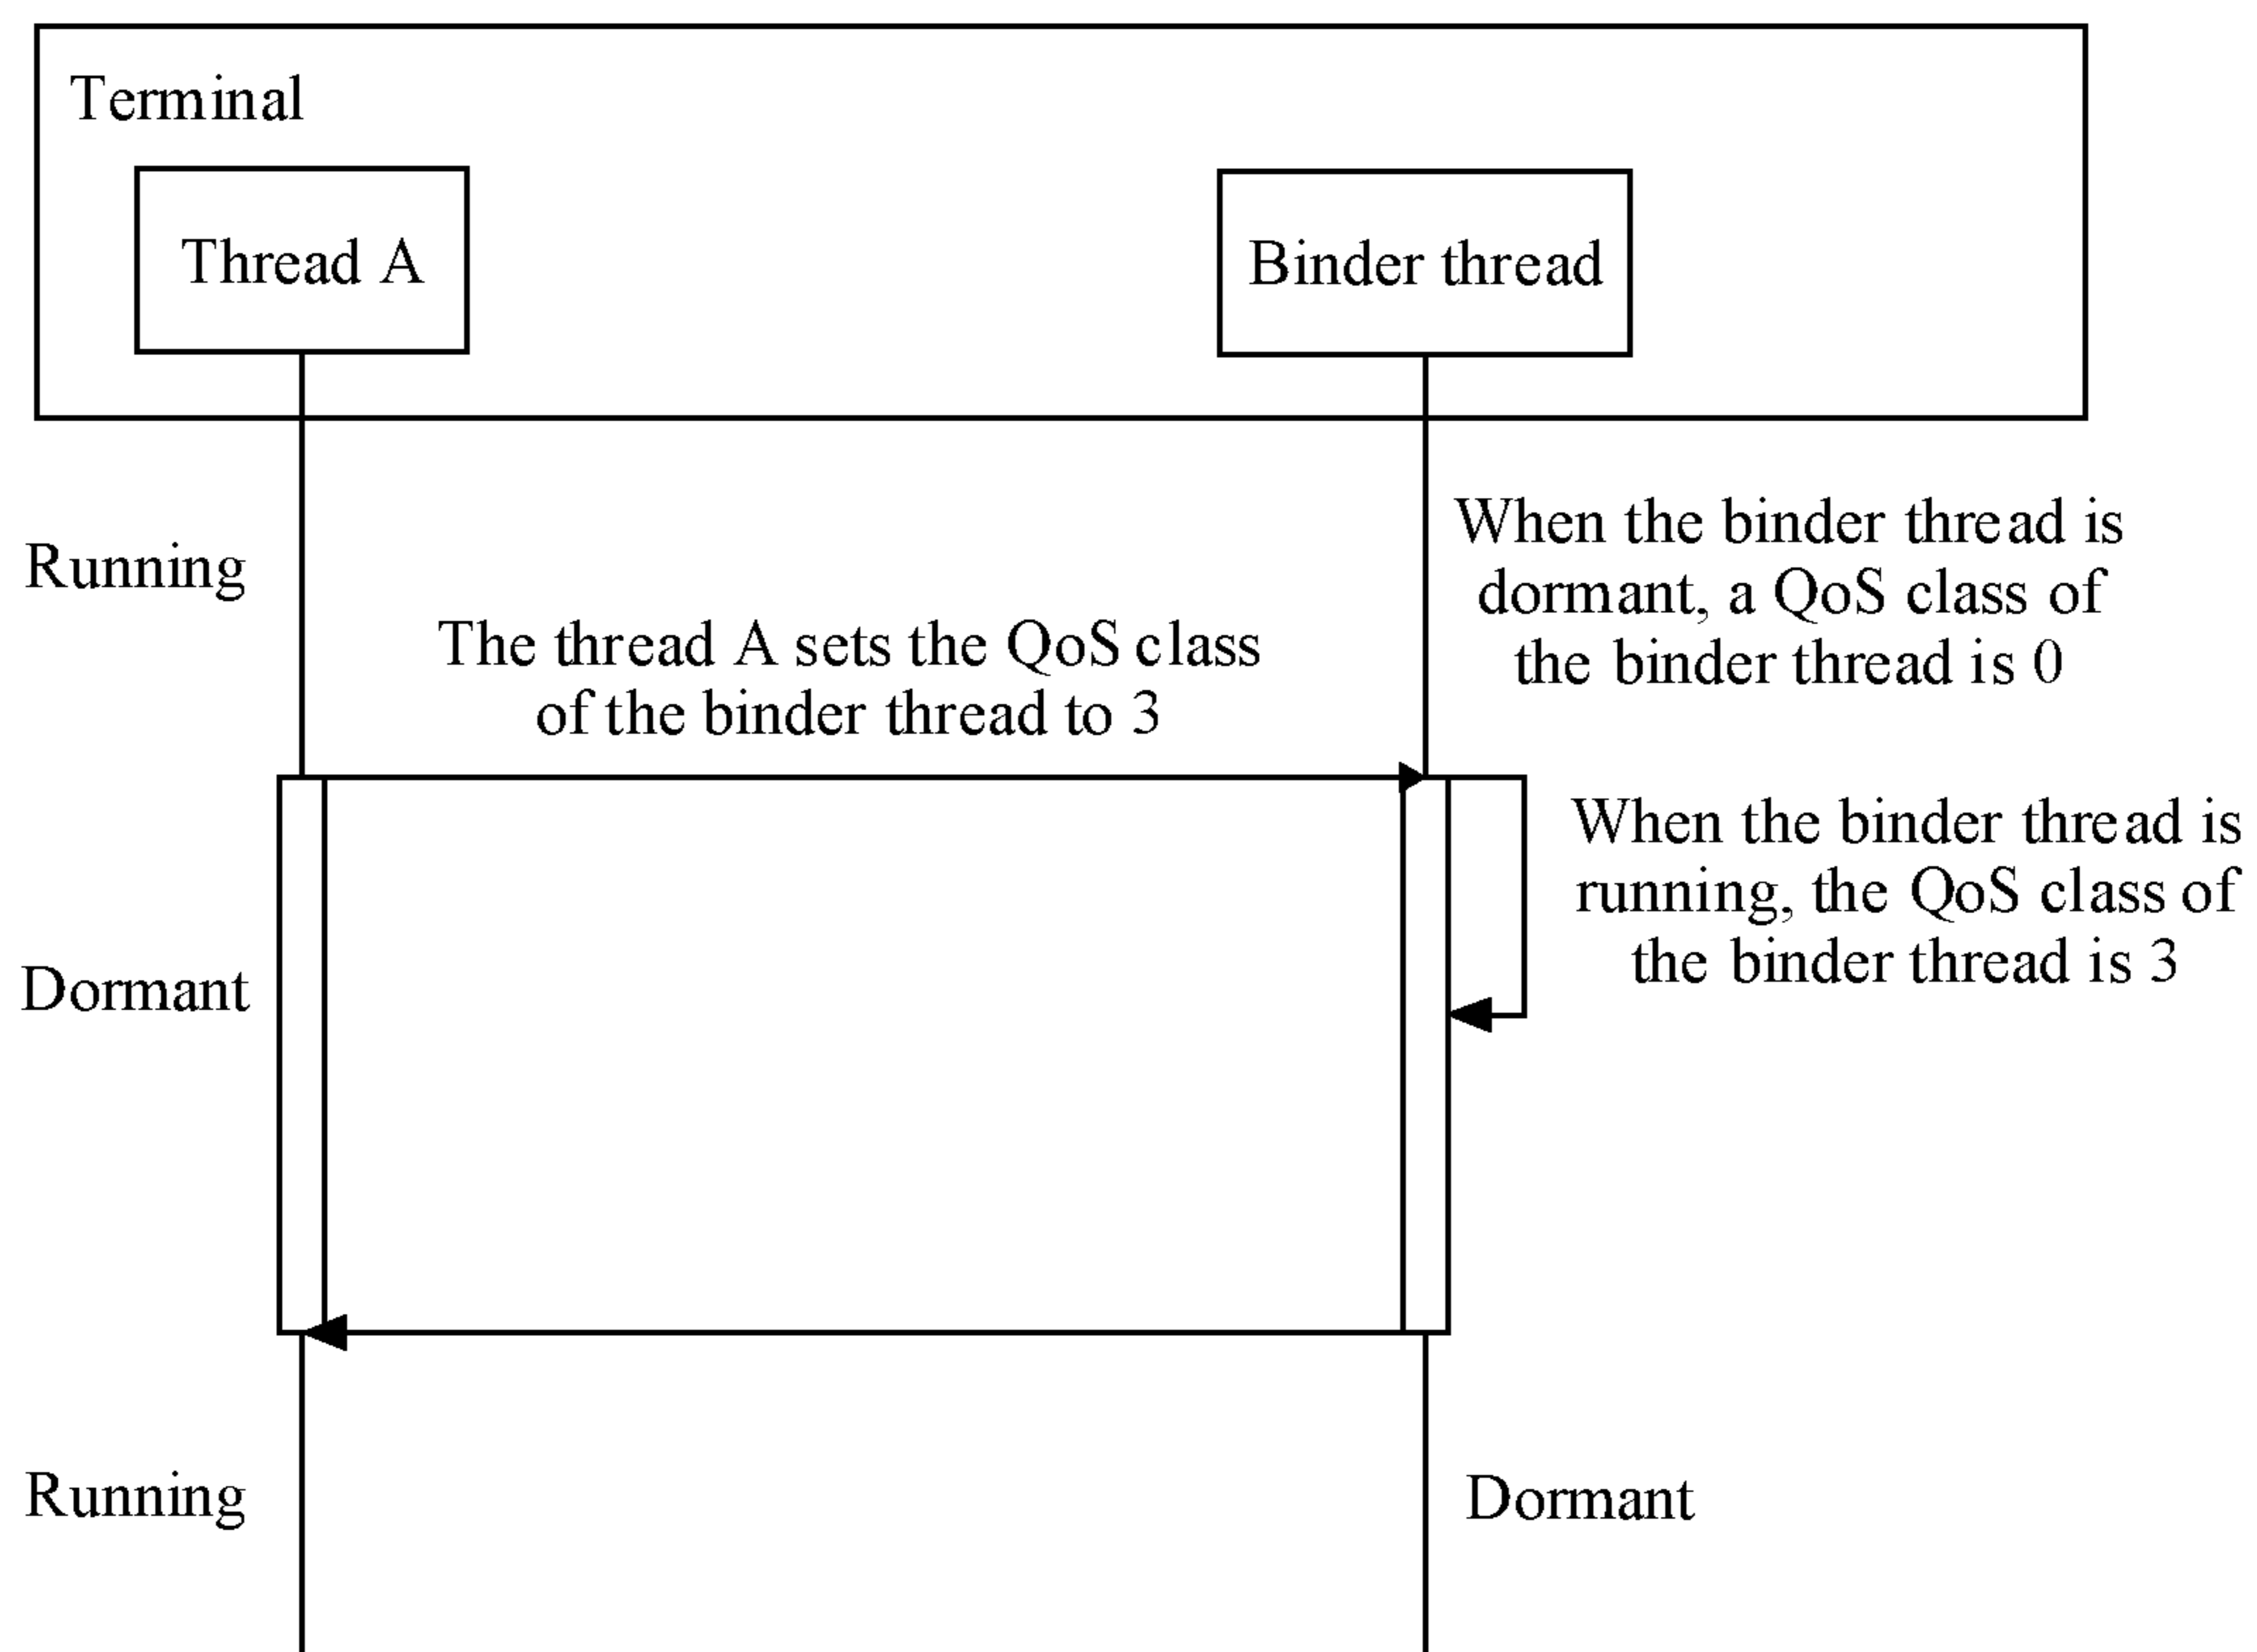 Terminal
Thread A
Binder thread
Running
When the binder thread is
dormant, a QoS class of
the binder thread is 0
The thread A sets the QoS class
of the binder thread to 3
When the binder thread is
running, the QoS class of
the binder thread is 3
Dormant
Running
Dormant